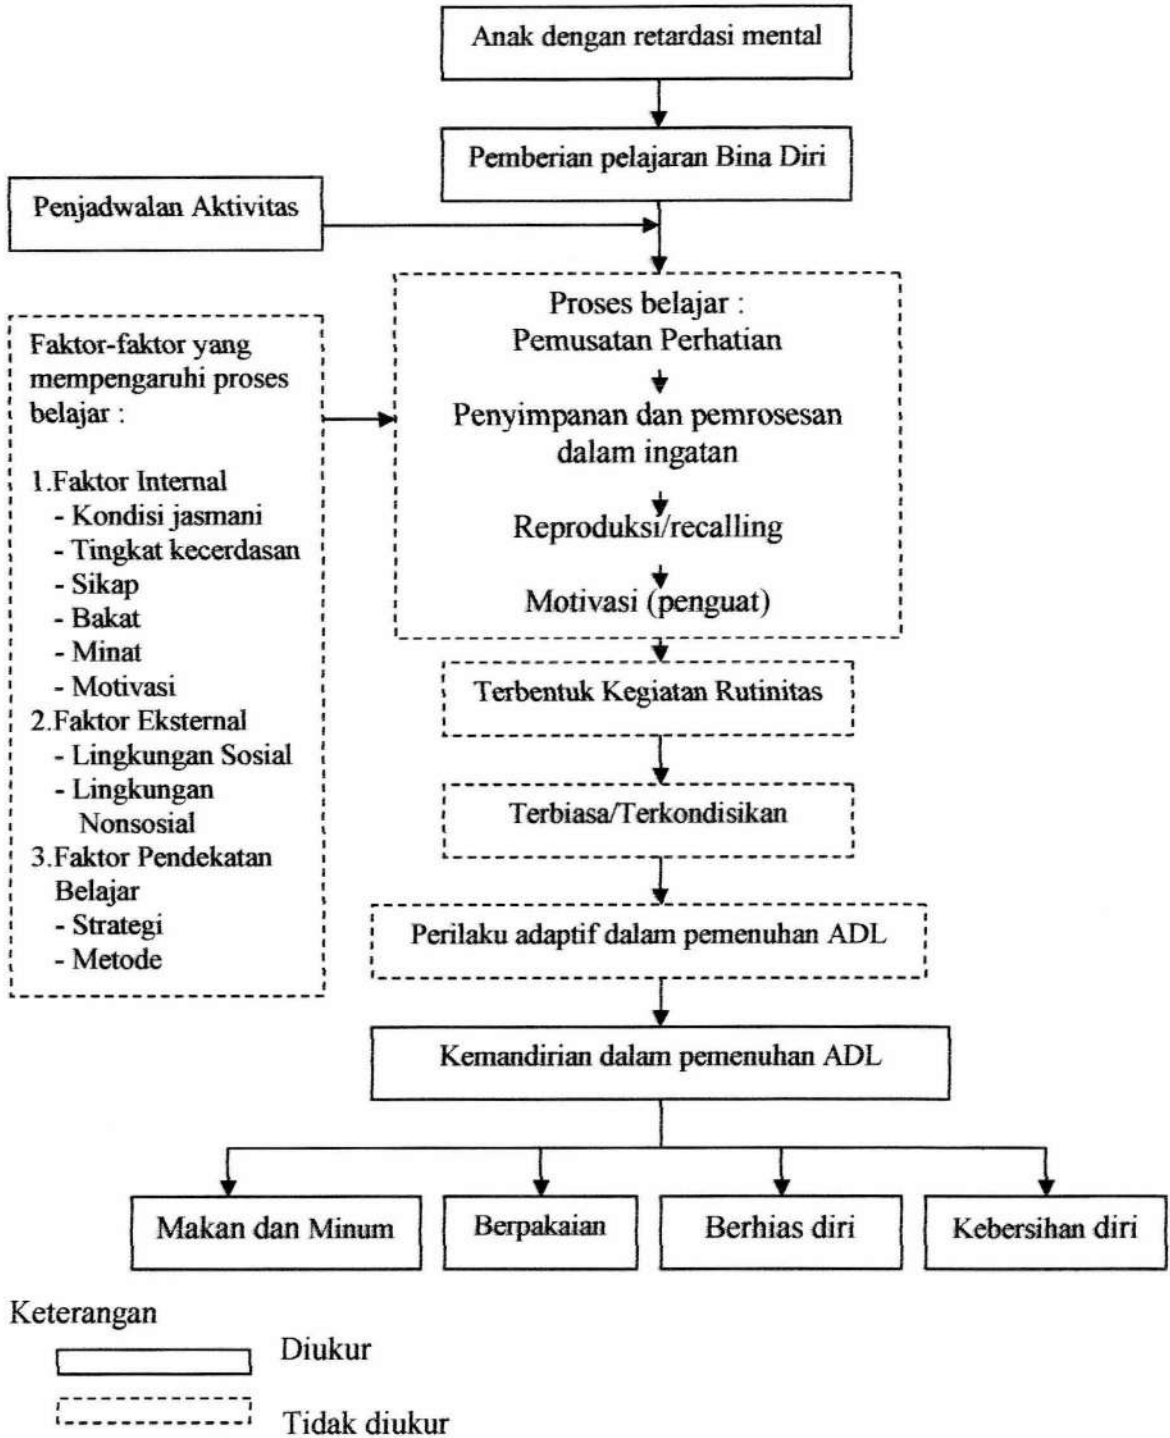 Anak dengan retardasi mental
Pemberian pelajaran Bina Diri
Penjadwalan Aktivitas
Proses belajar :
Pemusatan Perhatian
Penyimpanan dan pemrosesan
dalam ingatan
Reproduksi/recalling
Motivasi (penguat)
Faktor-faktor yang
mempengaruhi proses
belajar :
1.Faktor Internal
- Kondisi jasmani
- Tingkat kecerdasan
- Sikap
- Bakat
- Minat
- Motivasi
2.Faktor Eksternal
- Lingkungan Sosial
- Lingkungan
Nonsosial
3.Faktor Pendekatan
Belajar
- Strategi
- Metode
Terbentuk Kegiatan Rutinitas
Terbiasa/Terkondisikan
Perilaku adaptif dalam pemenuhan ADL
Kemandirian dalam pemenuhan ADL
Makan dan Minum
Berpakaian
Berhias diri
Kebersihan diri
Keterangan
Diukur
Tidak diukur